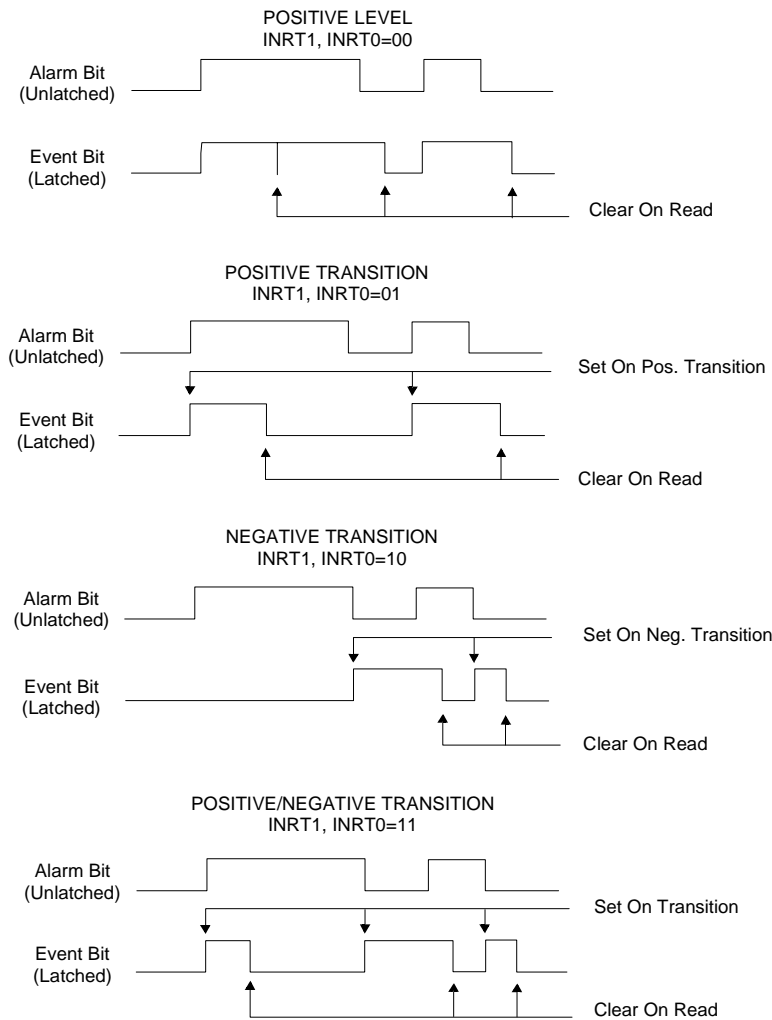 POSITIVE LEVEL
INRT1, INRT0=00
Alarm Bit
(Unlatched)
Event Bit
(Latched)
Clear On Read
POSITIVE TRANSITION
INRT1, INRT0=01
Alarm Bit
(Unlatched)
Set On Pos. Transition
Event Bit
(Latched)
Clear On Read
NEGATIVE TRANSITION
INRT1, INRT0=10
Alarm Bit
(Unlatched)
Set On Neg. Transition
Event Bit
(Latched)
Clear On Read
POSITIVE/NEGATIVE TRANSITION
INRT1, INRT0=11
Alarm Bit
(Unlatched)
Set On Transition
Event Bit
(Latched)
Clear On Read